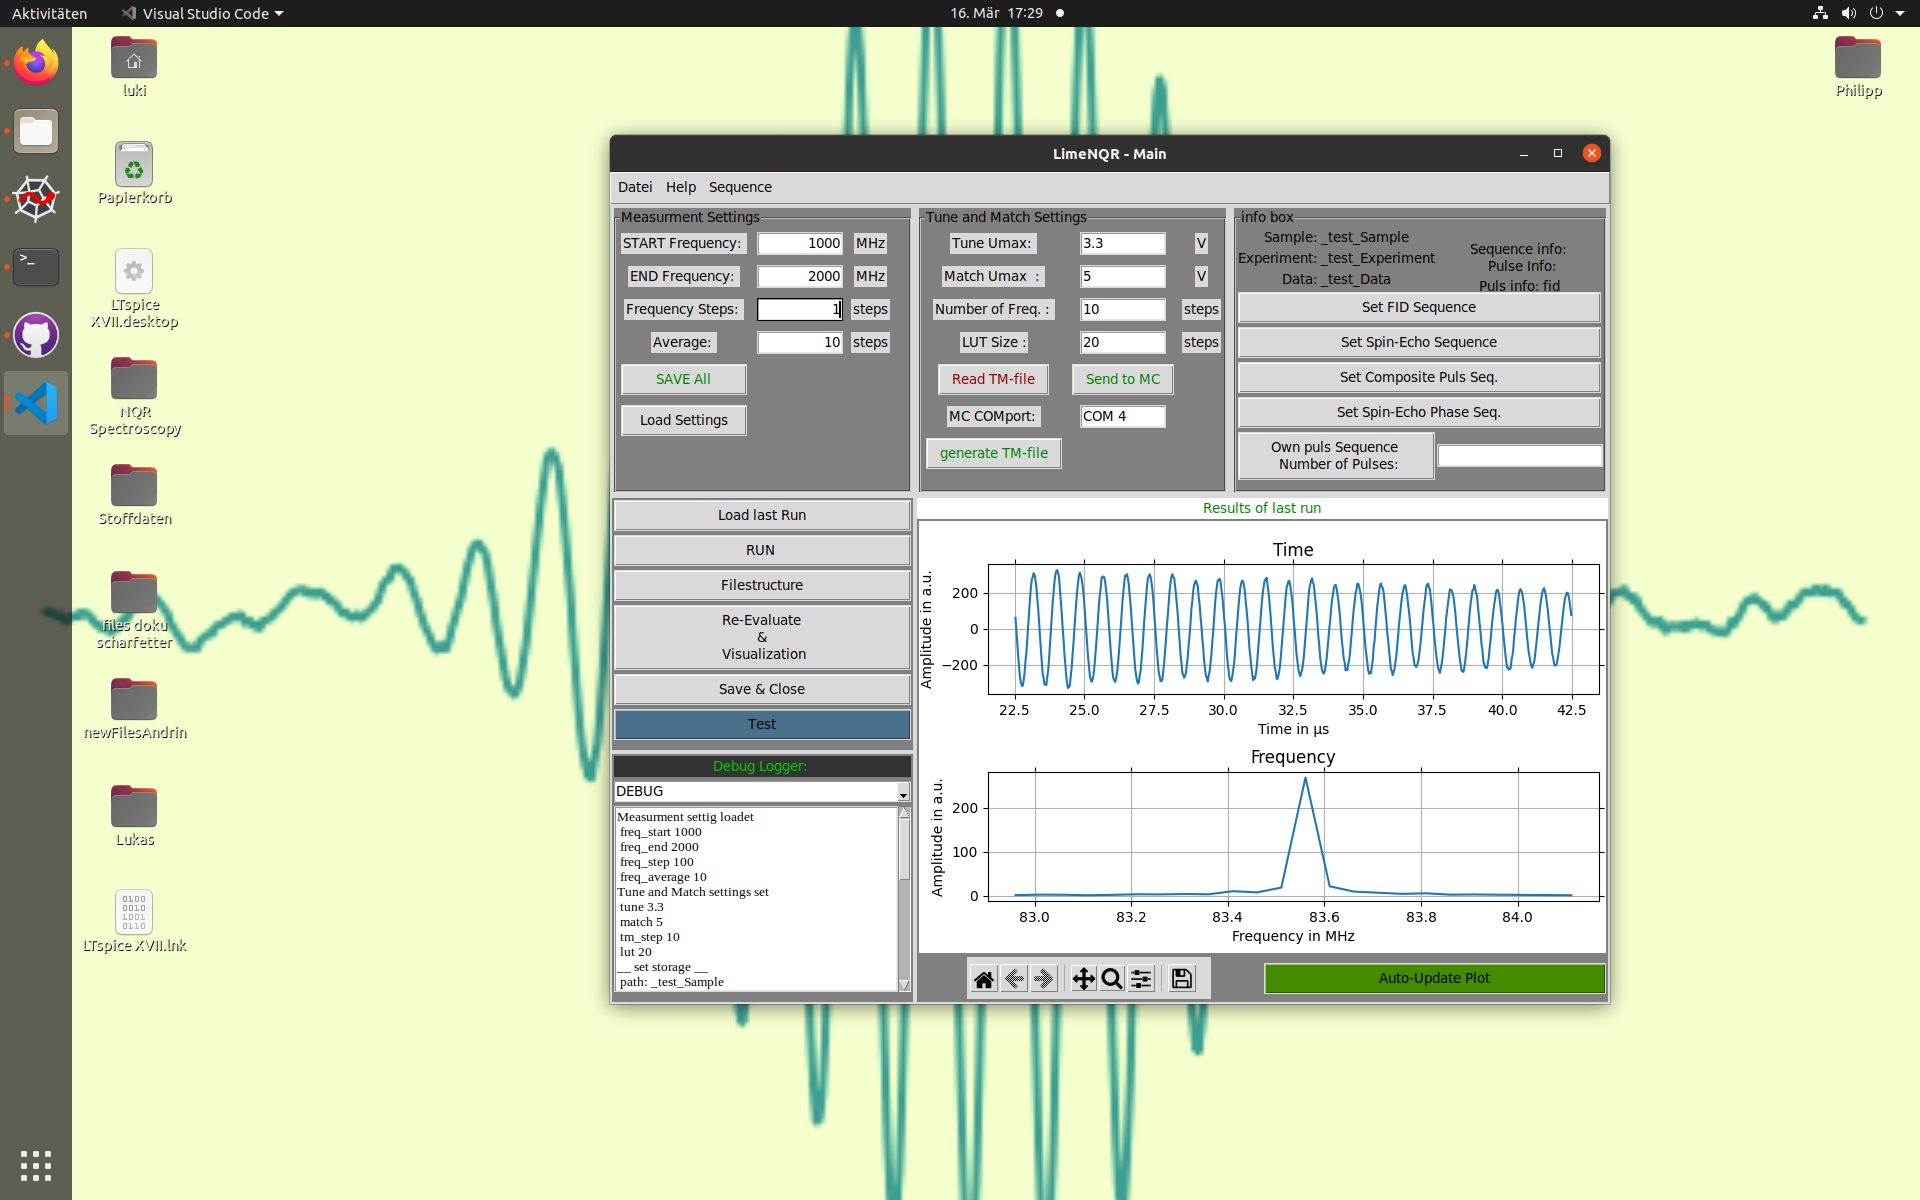 Aktivitäten
Visual Studio Code
16. Mär 17:29
luki
Papierkorb
LTspice
XVII.desktop
NQR
Spectroscopy
Stoffdaten
files doku
scharfetter
newFilesAndrin
Lukas
0100
0101
1001
0110
LTspice XVII.lnk
Philipp
>_
LimeNQR - Main
Datei Help Sequence
Measurment Settings
START Frequency: 1000 MHz
END Frequency: 2000 MHz
Frequency Steps: 1 steps
Average: 10 steps
SAVE All
Load Settings
Tune and Match Settings
Tune Umax: 3.3 V
Match Umax : 5 V
Number of Freq. : 10 steps
LUT Size : 20 steps
Read TM-file Send to MC
MC COMport: COM 4
generate TM-file
info box
Sample: _test_Sample
Experiment: _test_Experiment
Data: _test_Data
Sequence info:
Pulse Info:
Puls info: fid
Set FID Sequence
Set Spin-Echo Sequence
Set Composite Puls Seq.
Set Spin-Echo Phase Seq.
Own puls Sequence
Number of Pulses:
Load last Run
RUN
Filestructure
Re-Evaluate
&
Visualization
Save & Close
Test
Debug Logger:
DEBUG
Measurment settig loadet
freq_start 1000
freq_end 2000
freq_step 100
freq_average 10
Tune and Match settings set
tune 3.3
match 5
tm_step 10
lut 20
__ set storage __
path: _test_Sample
Results of last run
Time
Amplitude in a.u.
200
0
−200
22.5 25.0 27.5 30.0 32.5 35.0 37.5 40.0 42.5
Time in µs
Frequency
Amplitude in a.u.
200
100
0
83.0 83.2 83.4 83.6 83.8 84.0
Frequency in MHz
Auto-Update Plot